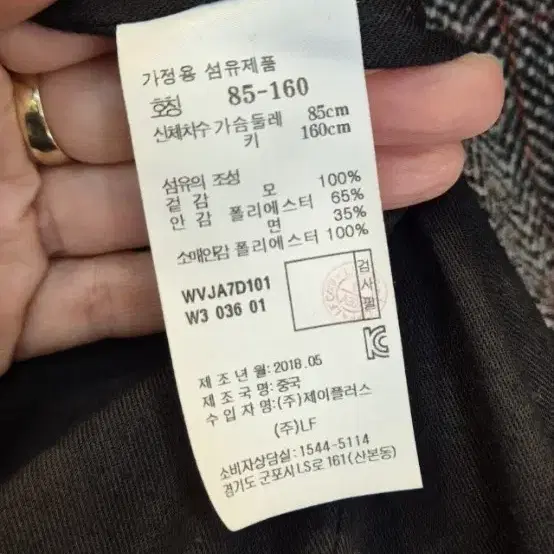 가정용 섬유제품
호칭 85-160
신체치수 가슴둘레 85cm
키 160cm
섬유의 조성
겉 감 모 100%
안 감 폴리에스터 65%
면 35%
소매안감 폴리에스터 100%
WVJA7D101
W3 036 01
검사필
제 조 년 월: 2018.05
제 조 국 명: 중국
수 입 자 명: (주)제이플러스
(주)LF
소비자상담실: 1544-5114
경기도 군포시 LS로 161(산본동)